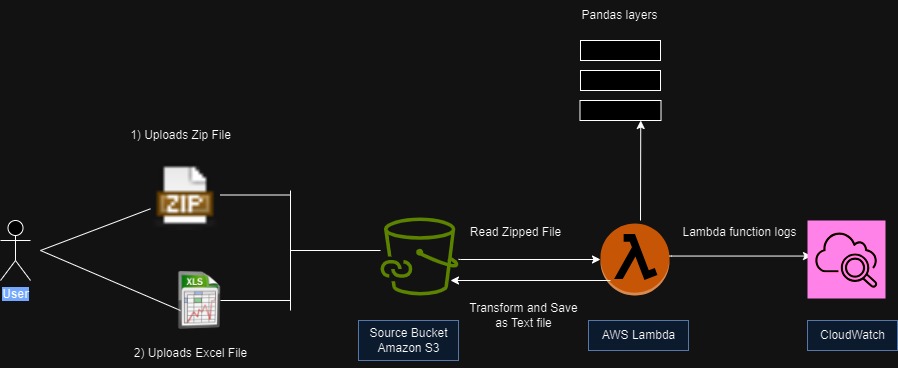 Pandas layers
1) Uploads Zip File
ZIP
User
XLS
2) Uploads Excel File
Source Bucket
Amazon S3
Read Zipped File
Transform and Save
as Text file
λ
AWS Lambda
Lambda function logs
CloudWatch